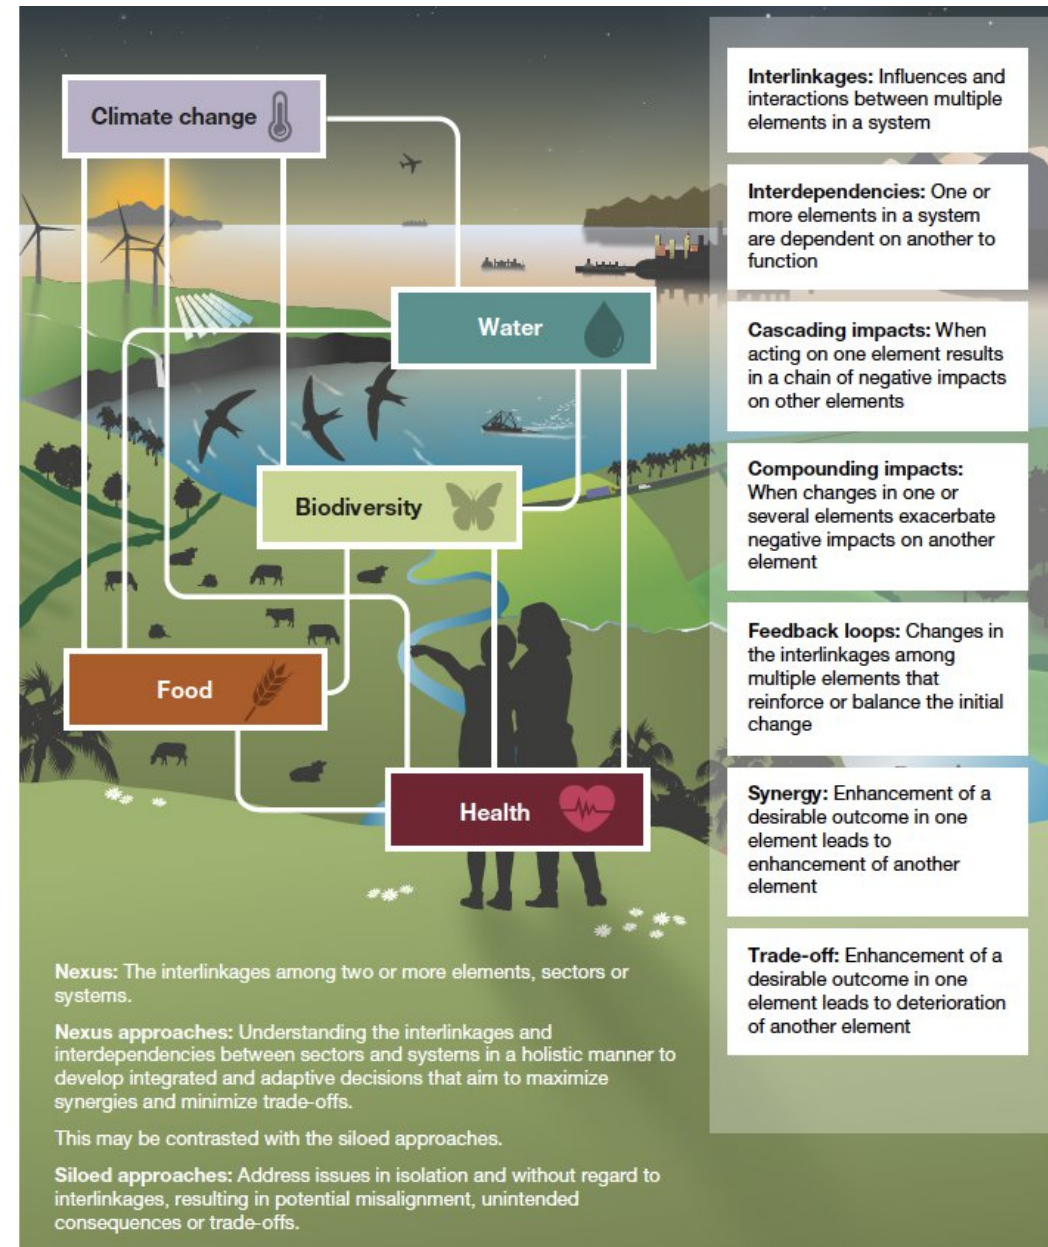 Climate change
Water
Biodiversity
Food
Health
Interlinkages: Influences and
interactions between multiple
elements in a system
Interdependencies: One or
more elements in a system
are dependent on another to
function
Cascading impacts: When
acting on one element results
in a chain of negative impacts
on other elements
Compounding impacts:
When changes in one or
several elements exacerbate
negative impacts on another
element
Feedback loops: Changes in
the interlinkages among
multiple elements that
reinforce or balance the initial
change
Synergy: Enhancement of a
desirable outcome in one
element leads to
enhancement of another
element
Trade-off: Enhancement of a
desirable outcome in one
element leads to deterioration
of another element
Nexus: The interlinkages among two or more elements, sectors or
systems.
Nexus approaches: Understanding the interlinkages and
interdependencies between sectors and systems in a holistic manner to
develop integrated and adaptive decisions that aim to maximize
synergies and minimize trade-offs.
This may be contrasted with the siloed approaches.
Siloed approaches: Address issues in isolation and without regard to
interlinkages, resulting in potential misalignment, unintended
consequences or trade-offs.